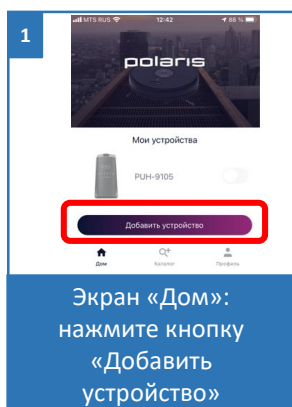 1
MTS RUS 12:42 88 %
polaris
Мои устройства
PUH-9105
Добавить устройство
Дом Каталог Профиль
Экран «Дом»:
нажмите кнопку
«Добавить
устройство»